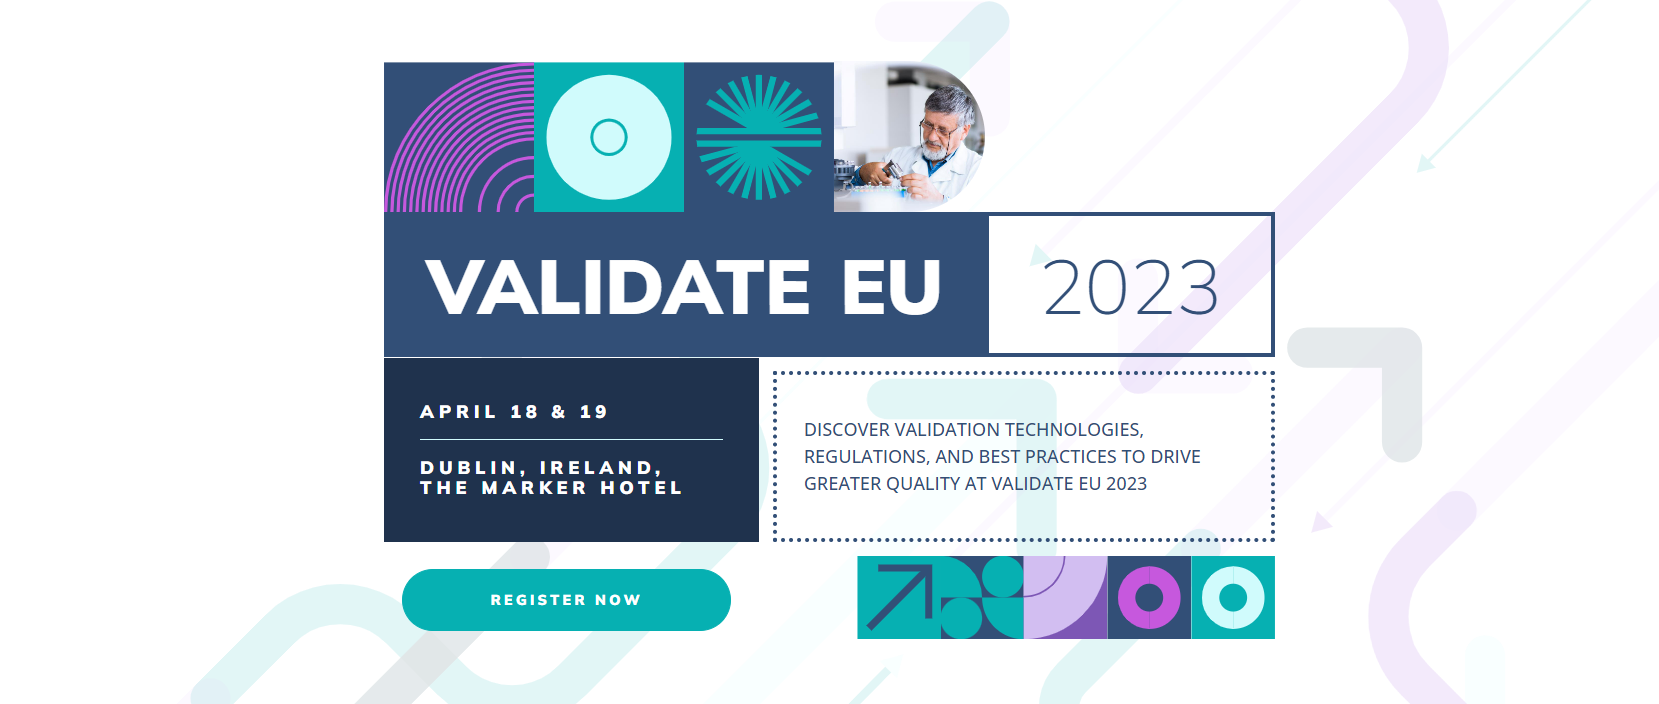 VALIDATE EU
2023
APRIL 18 & 19
DUBLIN, IRELAND,
THE MARKER HOTEL
DISCOVER VALIDATION TECHNOLOGIES,
REGULATIONS, AND BEST PRACTICES TO DRIVE
GREATER QUALITY AT VALIDATE EU 2023
REGISTER NOW